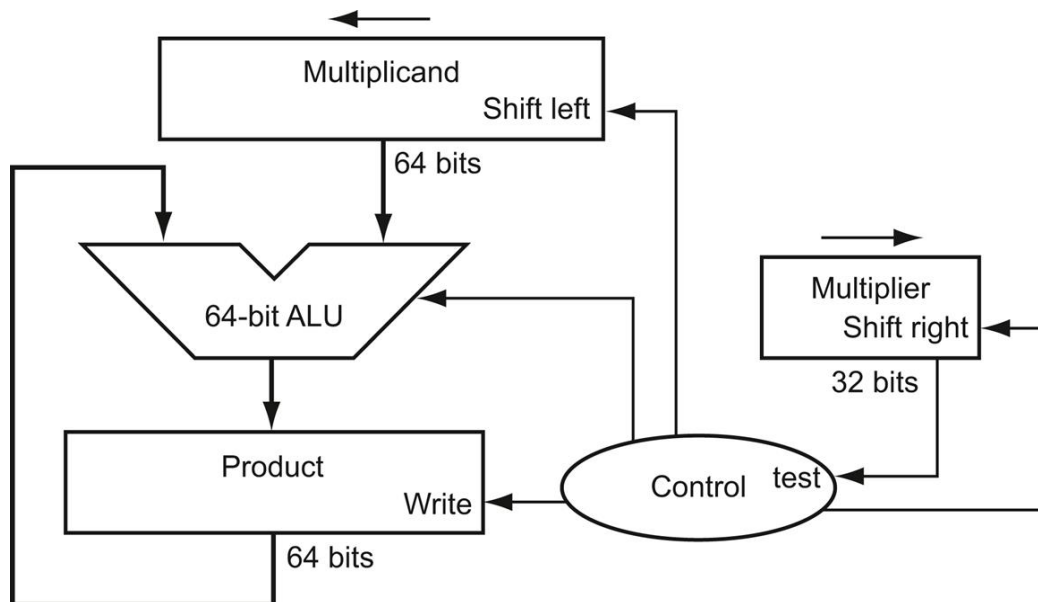 Multiplicand
Shift left
64 bits
64-bit ALU
Multiplier
Shift right
32 bits
Product
Write
Control
test
64 bits